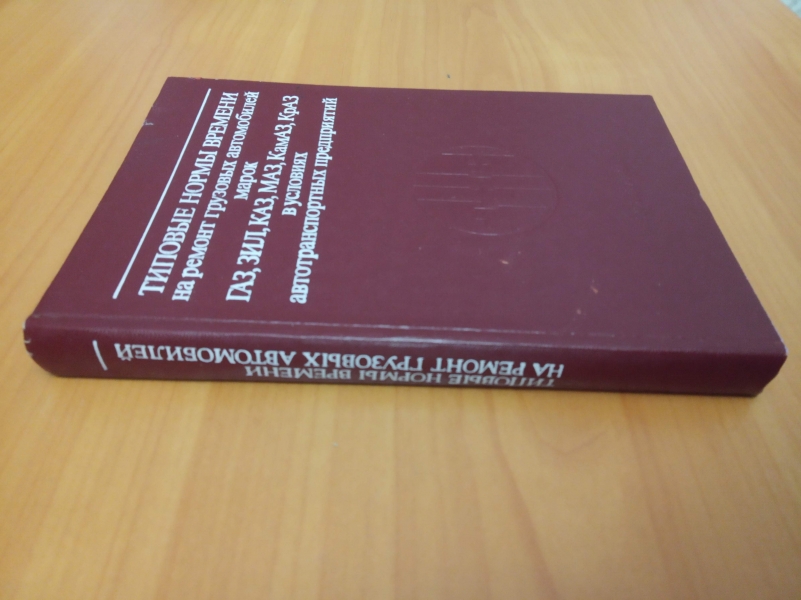 ТИПОВЫЕ НОРМЫ ВРЕМЕНИ
на ремонт грузовых автомобилей
марок
ГАЗ, ЗИЛ, КАЗ, МАЗ, КамАЗ, КрАЗ
в условиях
автотранспортных предприятий
ТИПОВЫЕ НОРМЫ ВРЕМЕНИ
НА РЕМОНТ ГРУЗОВЫХ АВТОМОБИЛЕЙ